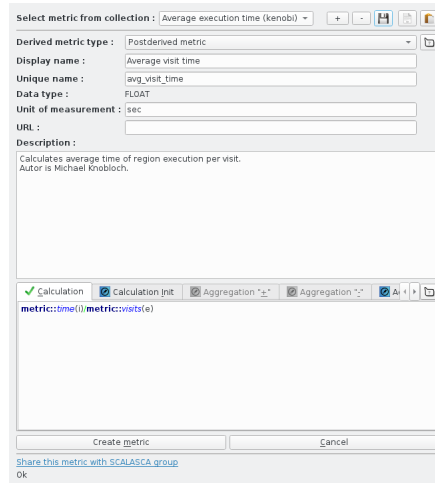 Select metric from collection : Average execution time (kenobi) + -
Derived metric type : Postderived metric
Display name : Average visit time
Unique name : avg_visit_time
Data type : FLOAT
Unit of measurement : sec
URL :
Description :
Calculates average time of region execution per visit.
Autor is Michael Knobloch.
Calculation Calculation Init Aggregation "+" Aggregation "-" A
metric::time(i)/metric::visits(e)
Create metric Cancel
Share this metric with SCALASCA group
Ok